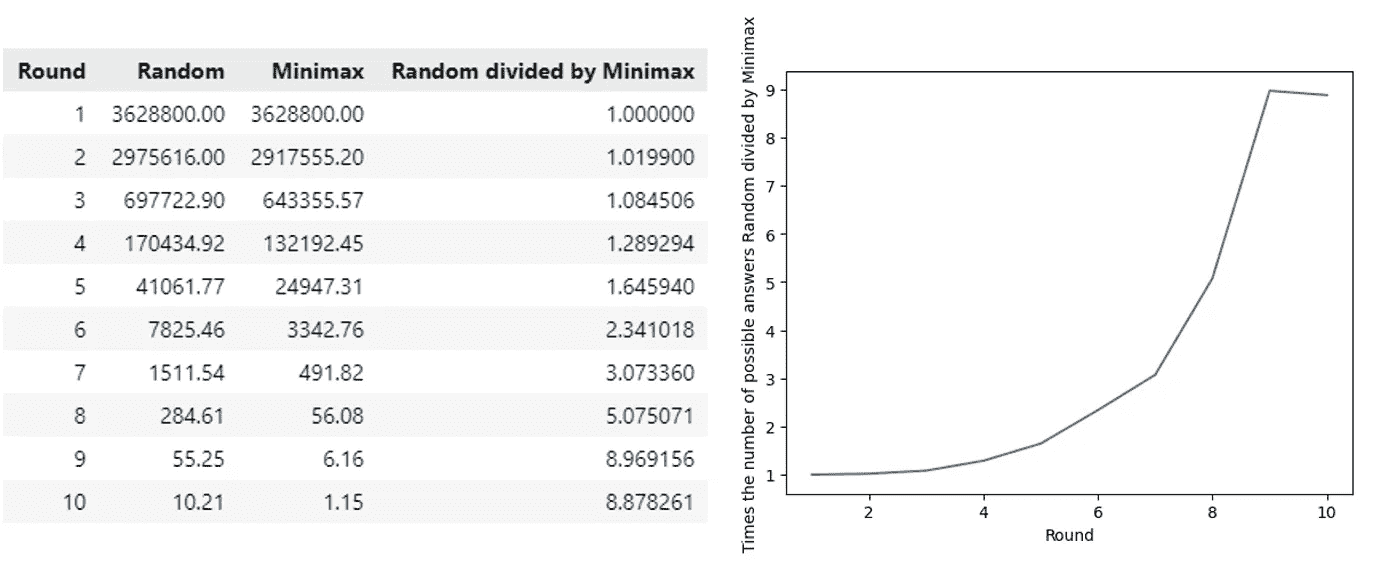 Round Random Minimax Random divided by Minimax
1 3628800.00 3628800.00 1.000000
2 2975616.00 2917555.20 1.019900
3 697722.90 643355.57 1.084506
4 170434.92 132192.45 1.289294
5 41061.77 24947.31 1.645940
6 7825.46 3342.76 2.341018
7 1511.54 491.82 3.073360
8 284.61 56.08 5.075071
9 55.25 6.16 8.969156
10 10.21 1.15 8.878261
Times the number of possible answers Random divided by Minimax
9
8
7
6
5
4
3
2
1
2 4 6 8 10
Round